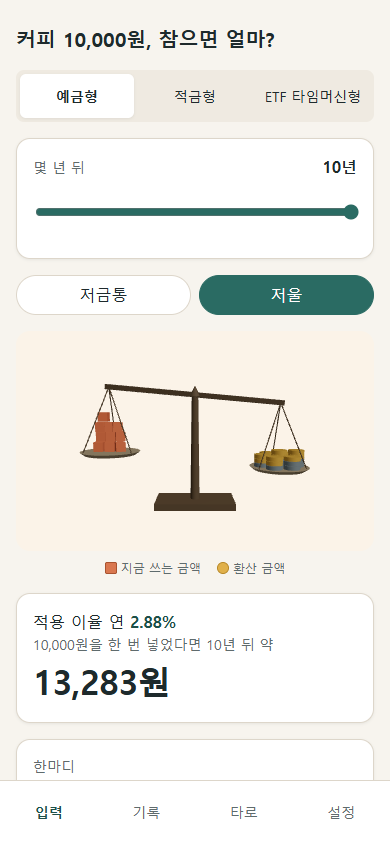 커피 10,000원, 참으면 얼마?
예금형 적금형 ETF 타임머신형
몇 년 뒤 10년
저금통 저울
지금 쓰는 금액 환산 금액
적용 이율 연 2.88%
10,000원을 한 번 넣었다면 10년 뒤 약
13,283원
한마디
입력 기록 타로 설정